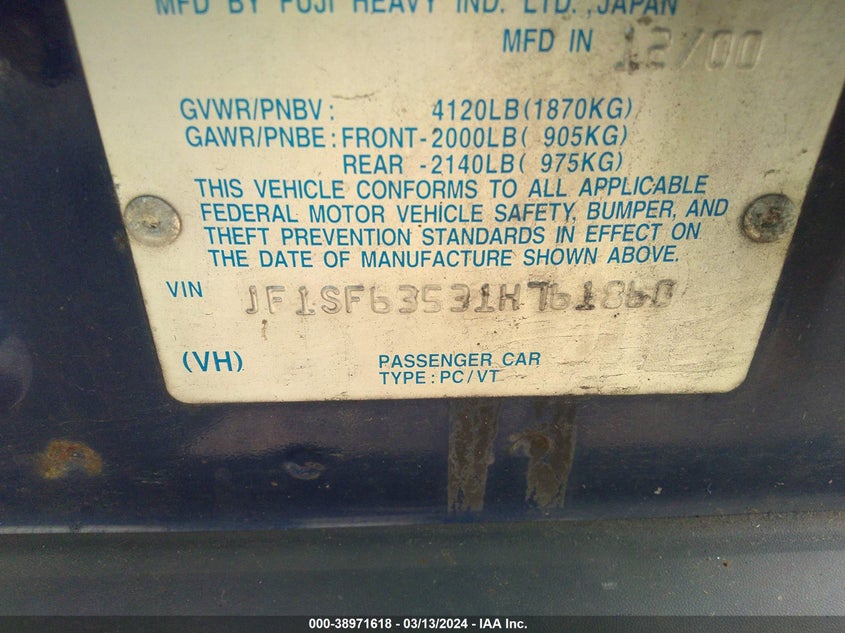 MFD BY FUJI HEAVY IND. LTD., JAPAN
MFD IN 12/00
GVWR/PNBV: 4120LB(1870KG)
GAWR/PNBE: FRONT-2000LB( 905KG)
REAR -2140LB( 975KG)
THIS VEHICLE CONFORMS TO ALL APPLICABLE
FEDERAL MOTOR VEHICLE SAFETY, BUMPER, AND
THEFT PREVENTION STANDARDS IN EFFECT ON
THE DATE OF MANUFACTURE SHOWN ABOVE.
VIN JF1SF63531H761860
(VH) PASSENGER CAR
TYPE: PC/VT
000-38971618 - 03/13/2024 - IAA Inc.